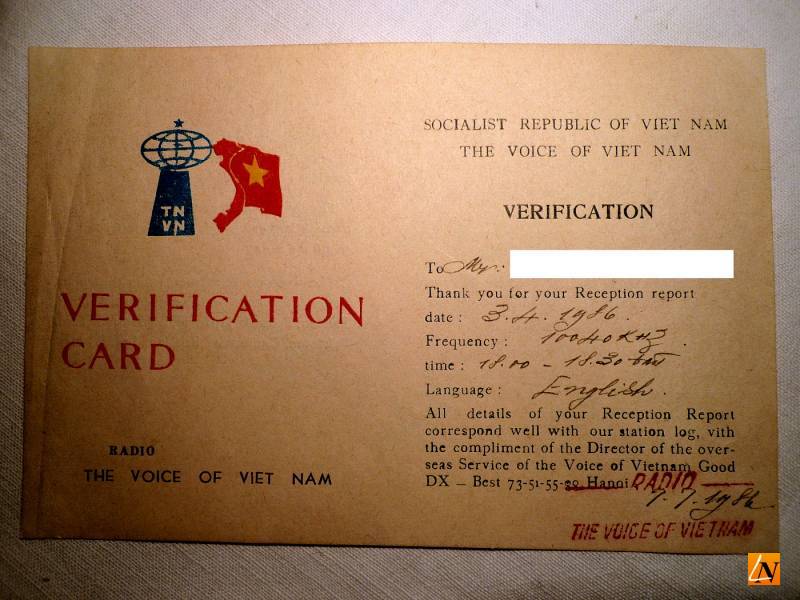 TN
VN
VERIFICATION
CARD
RADIO
THE VOICE OF VIET NAM
SOCIALIST REPUBLIC OF VIET NAM
THE VOICE OF VIET NAM
VERIFICATION
To Mr:
Thank you for your Reception report
date : 3.4.1986.
Frequency : 10040 KHZ.
time : 18.00 - 18.30
Language : English.
All details of your Reception Report
correspond well with our station log, vith
the compliment of the Director of the over-
seas Service of the Voice of Vietnam Good
DX – Best 73-51-55- Hanoi RADIO
7.7.1986
THE VOICE OF VIETNAM
N